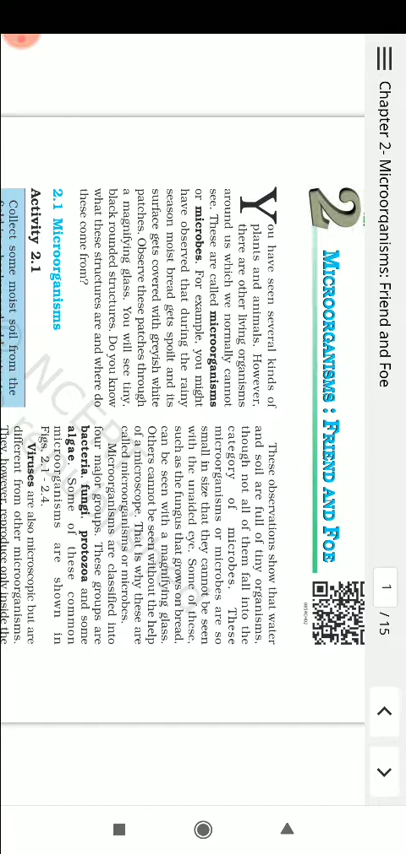 Chapter 2- Microorganisms: Friend and Foe
1 / 15
2
MICROORGANISMS : FRIEND AND FOE
You have seen several kinds of
plants and animals. However,
there are other living organisms
around us which we normally cannot
see. These are called microorganisms
or microbes. For example, you might
have observed that during the rainy
season moist bread gets spoilt and its
surface gets covered with greyish white
patches. Observe these patches through
a magnifying glass. You will see tiny,
black rounded structures. Do you know
what these structures are and where do
these come from?
2.1 Microorganisms
Activity 2.1
Collect some moist soil from the
These observations show that water
and soil are full of tiny organisms,
though not all of them fall into the
category of microbes. These
microorganisms or microbes are so
small in size that they cannot be seen
with the unaided eye. Some of these,
such as the fungus that grows on bread,
can be seen with a magnifying glass.
Others cannot be seen without the help
of a microscope. That is why these are
called microorganisms or microbes.
Microorganisms are classified into
four major groups. These groups are
bacteria, fungi, protozoa and some
algae. Some of these common
microorganisms are shown in
Figs. 2.1 - 2.4.
Viruses are also microscopic but are
different from other microorganisms.
They, however, reproduce only inside the